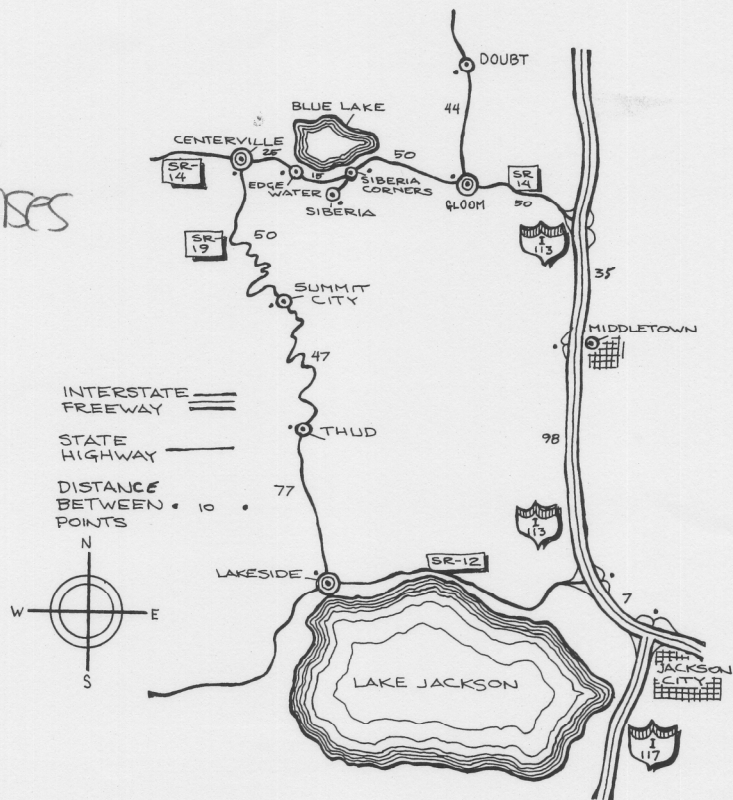 DOUBT
44
BLUE LAKE
CENTERVILLE
25
50
SR-
14
EDGE
WATER
15
SIBERIA
CORNERS
SIBERIA
GLOOM
SR
14
50
I
113
SR-
19
50
35
SUMMIT
CITY
MIDDLETOWN
47
INTERSTATE
FREEWAY
THUD
STATE
HIGHWAY
98
DISTANCE
BETWEEN • 10 •
POINTS
77
I
113
N
W E
S
LAKESIDE
SR-12
7
JACKSON
CITY
LAKE JACKSON
I
117